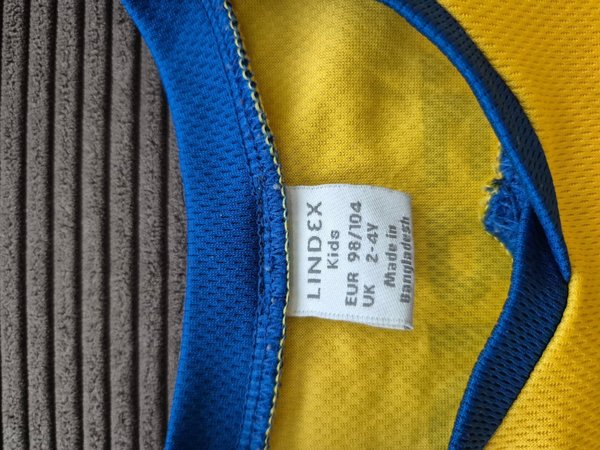 LINDEX
Kids
EUR 98/104
UK 2-4Y
Made in
Bangladesh